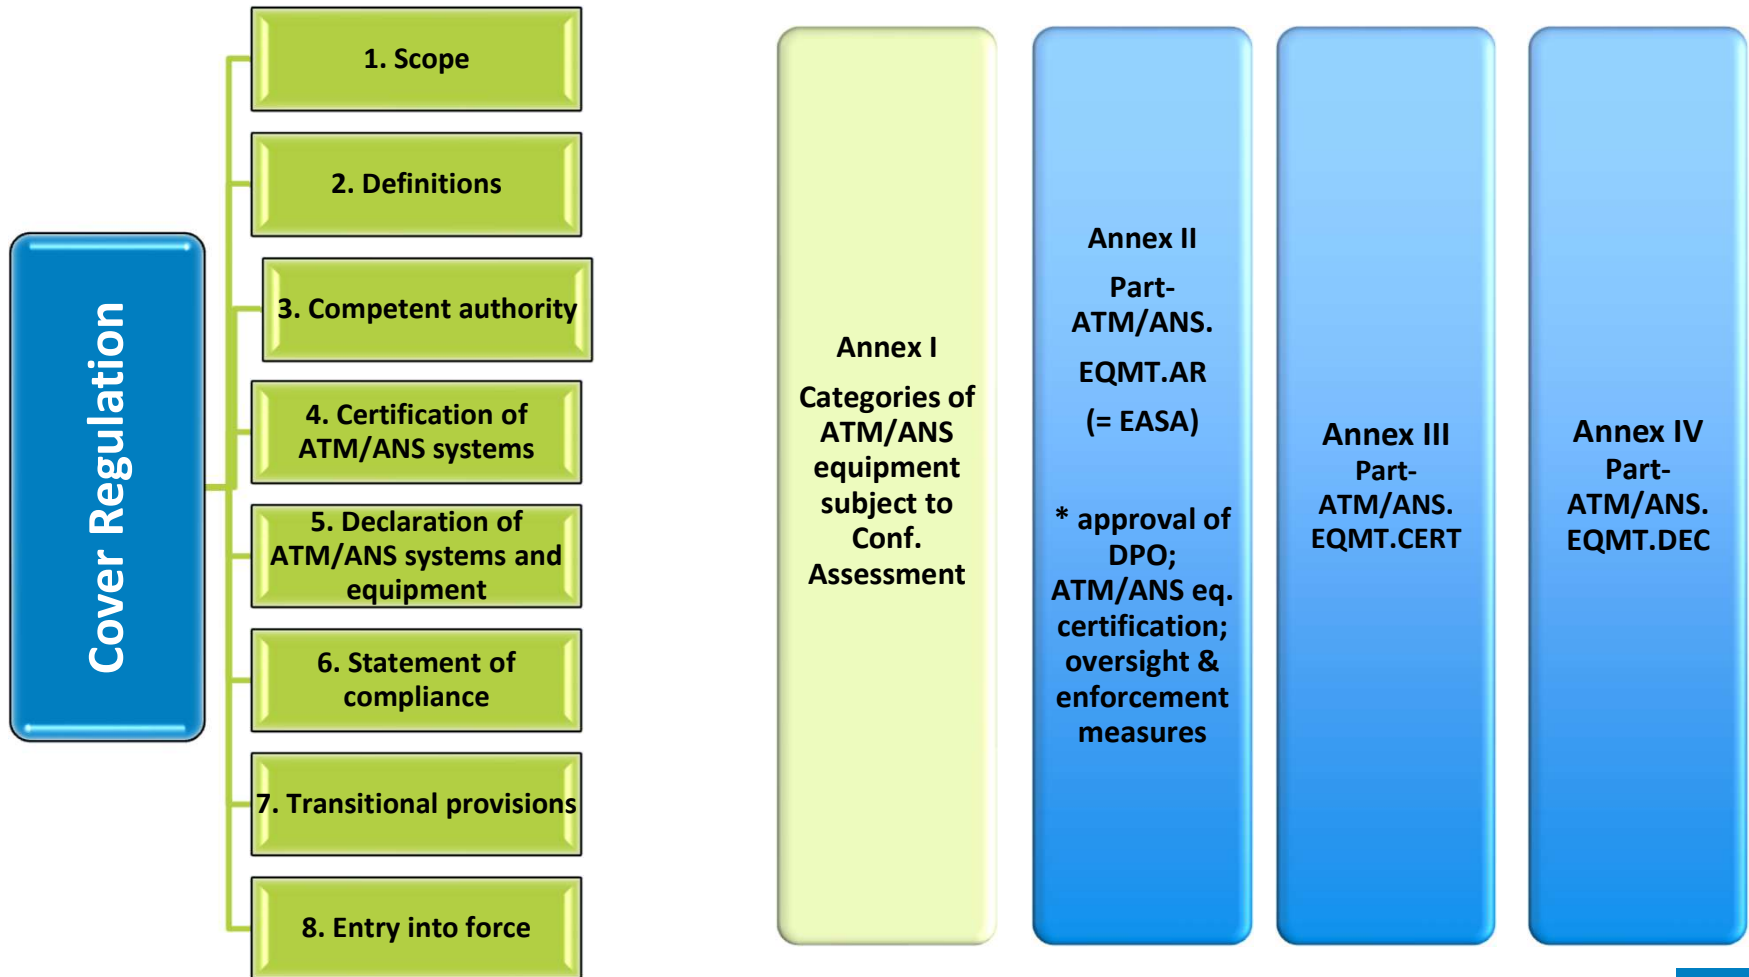 Cover Regulation
1. Scope
2. Definitions
3. Competent authority
4. Certification of
ATM/ANS systems
5. Declaration of
ATM/ANS systems and
equipment
6. Statement of
compliance
7. Transitional provisions
8. Entry into force
Annex I
Categories of
ATM/ANS
equipment
subject to
Conf.
Assessment
Annex II
Part-
ATM/ANS.
EQMT.AR
(= EASA)
* approval of
DPO;
ATM/ANS eq.
certification;
oversight &
enforcement
measures
Annex III
Part-
ATM/ANS.
EQMT.CERT
Annex IV
Part-
ATM/ANS.
EQMT.DEC